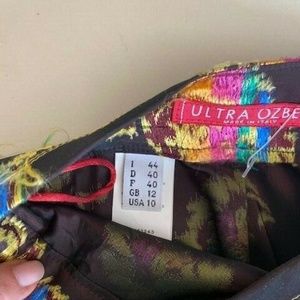 ULTRA OZBE
MADE IN ITALY
I 44
D 40
F 40
GB 12
USA 10